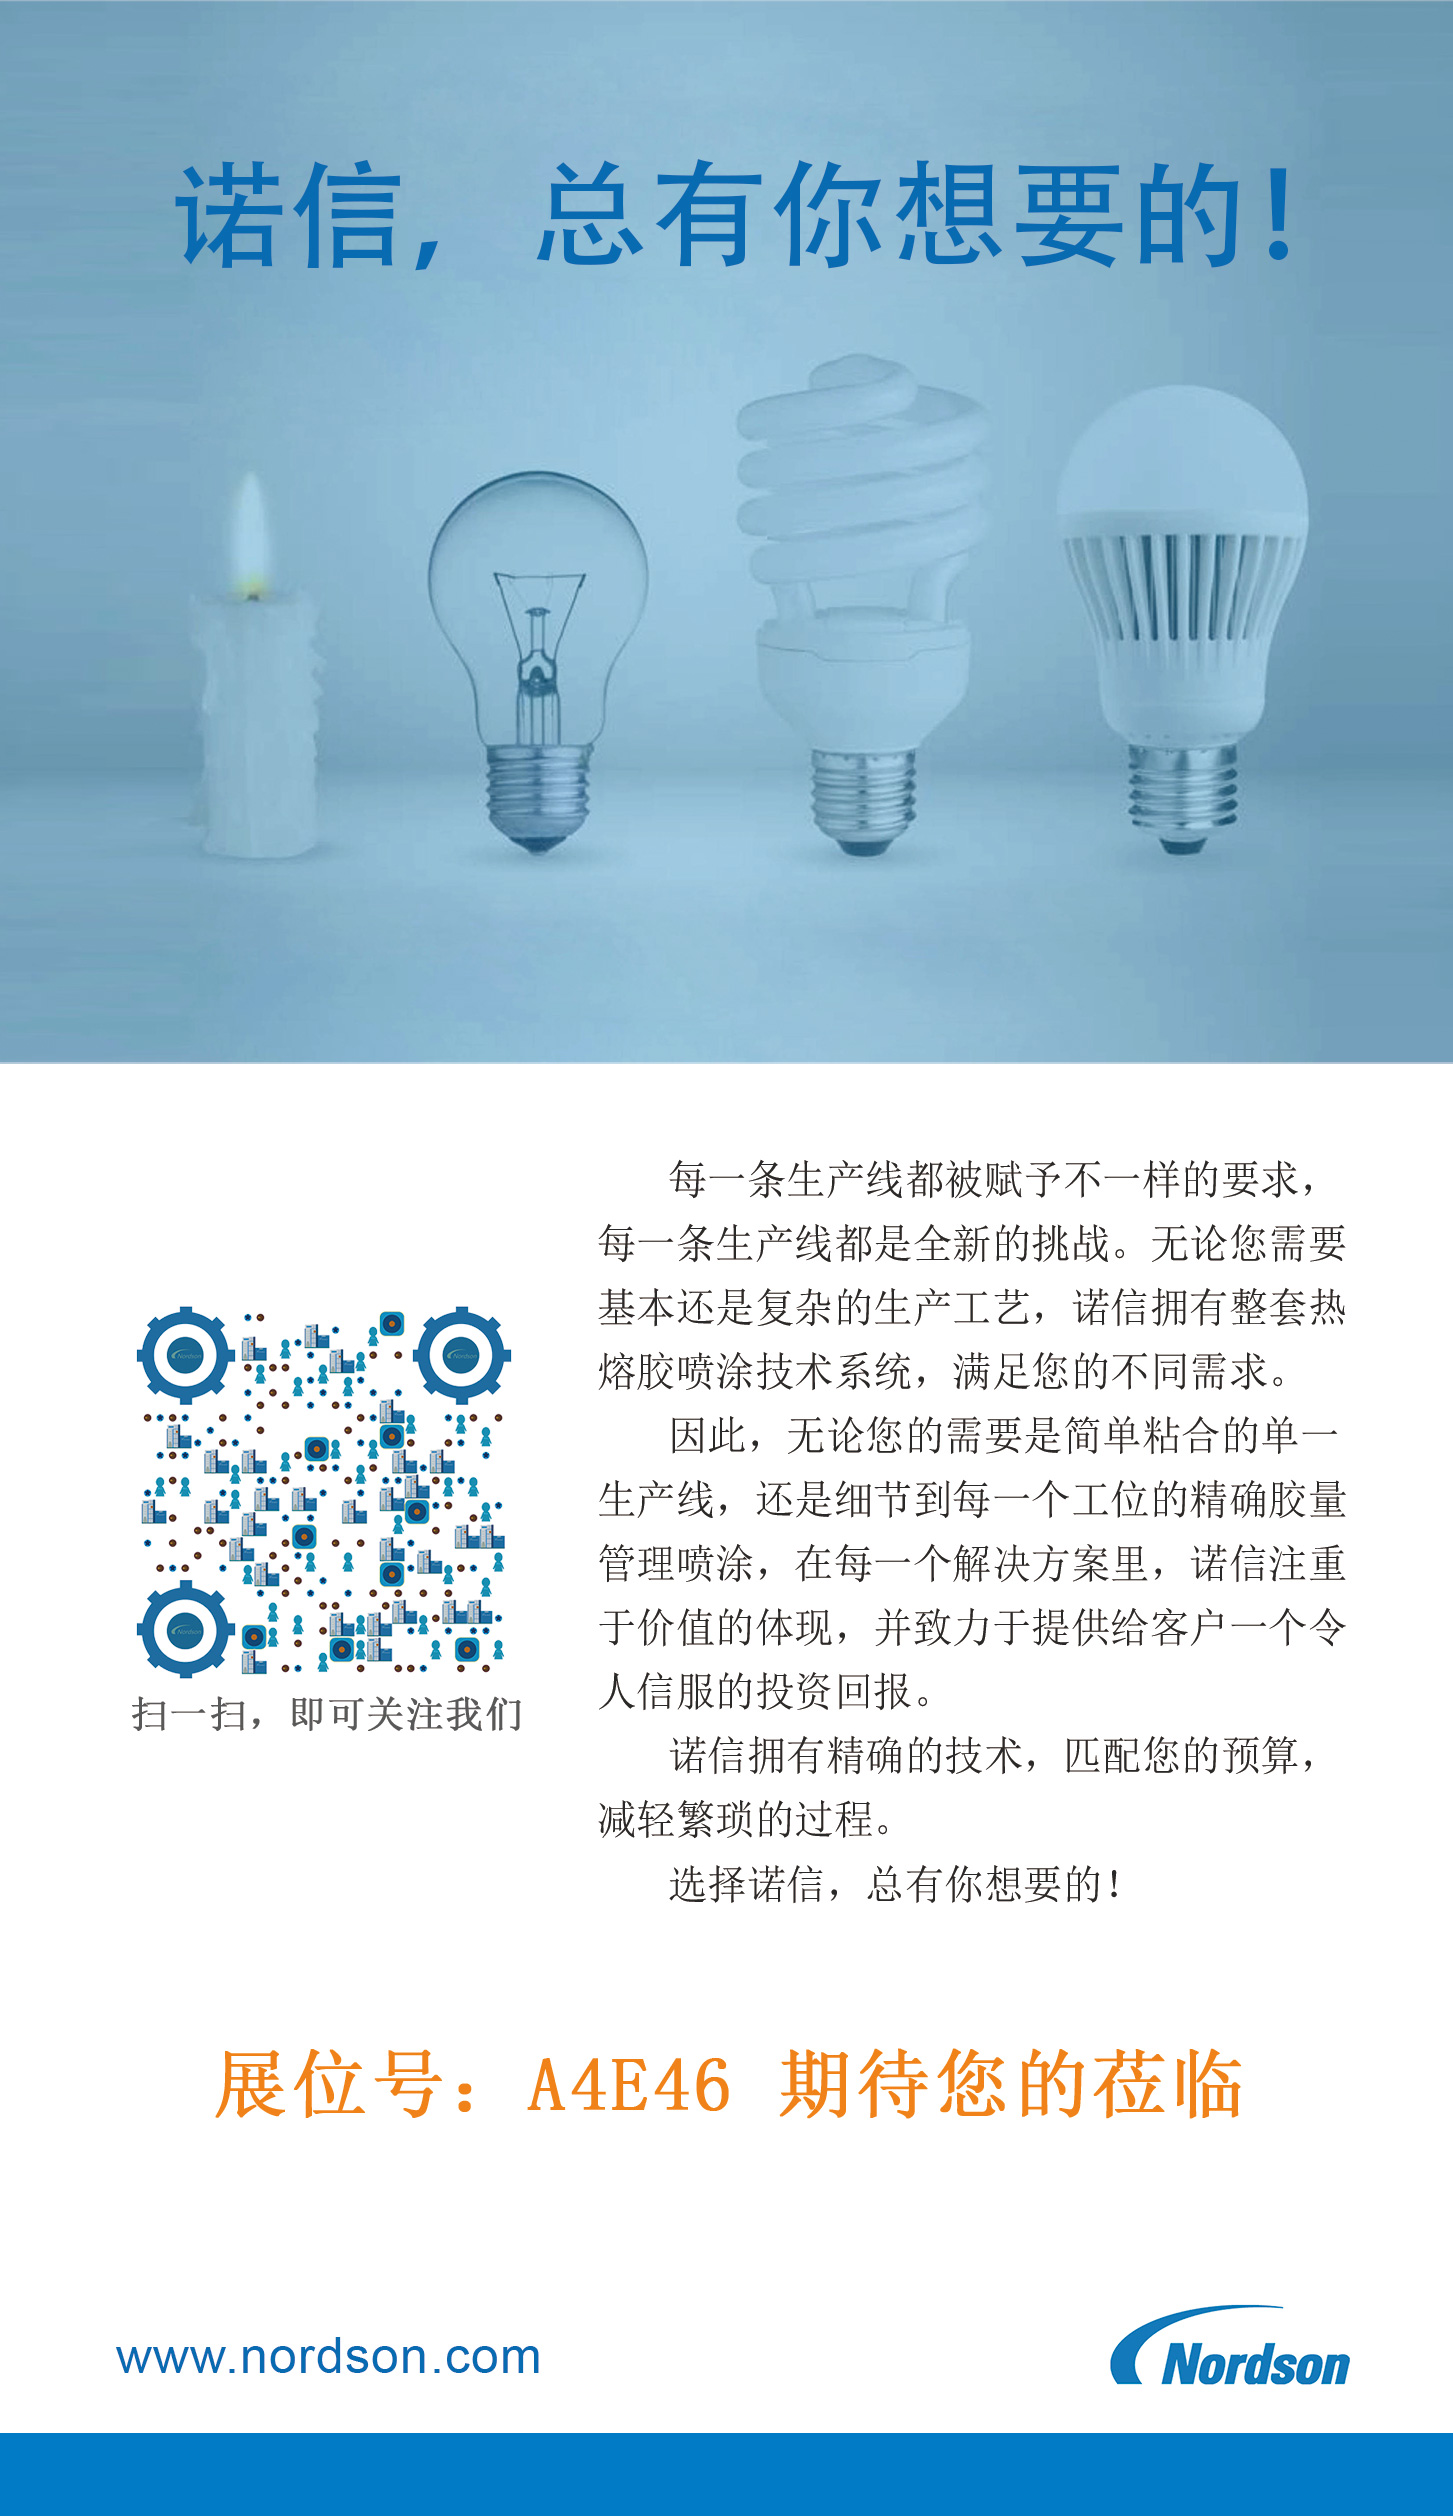 诺信，总有你想要的！
每一条生产线都被赋予不一样的要求，
每一条生产线都是全新的挑战。无论您需要
基本还是复杂的生产工艺，诺信拥有整套热
熔胶喷涂技术系统，满足您的不同需求。
因此，无论您的需要是简单粘合的单一
生产线，还是细节到每一个工位的精确胶量
管理喷涂，在每一个解决方案里，诺信注重
于价值的体现，并致力于提供给客户一个令
人信服的投资回报。
诺信拥有精确的技术，匹配您的预算，
减轻繁琐的过程。
选择诺信，总有你想要的！
Nordson
Nordson
Nordson
扫一扫，即可关注我们
展位号：A4E46 期待您的莅临
www.nordson.com
Nordson